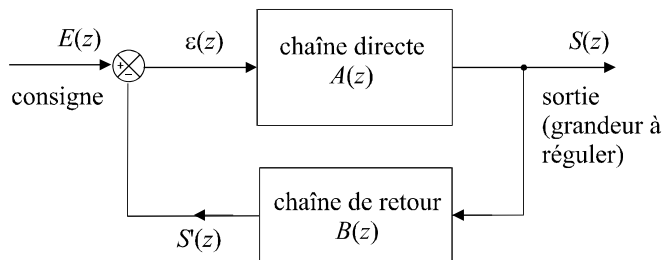 E(z)
ε(z)
chaîne directe
A(z)
S(z)
+
−
consigne
sortie
(grandeur à
réguler)
chaîne de retour
B(z)
S'(z)